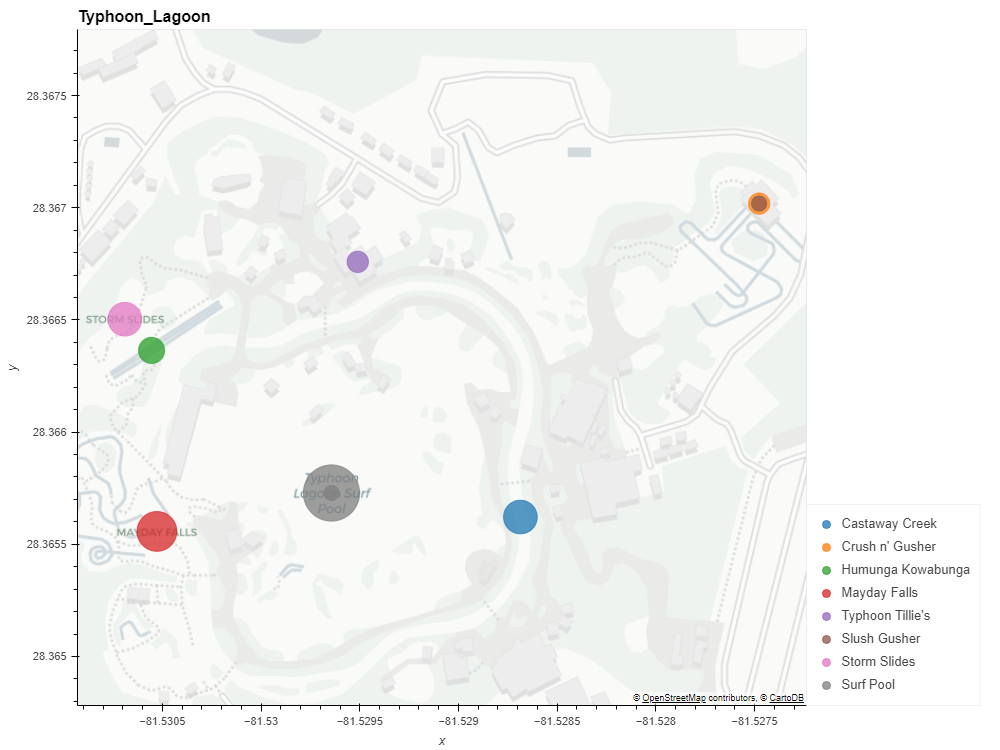 Typhoon_Lagoon
28.3675
28.367
28.3665
28.366
28.3655
28.365
y
STORM SLIDES
Typhoon
Lagoon Surf
Pool
MAYDAY FALLS
Castaway Creek
Crush n' Gusher
Humunga Kowabunga
Mayday Falls
Typhoon Tillie's
Slush Gusher
Storm Slides
Surf Pool
© OpenStreetMap contributors, © CartoDB
−81.5305
−81.53
−81.5295
−81.529
−81.5285
−81.528
−81.5275
x